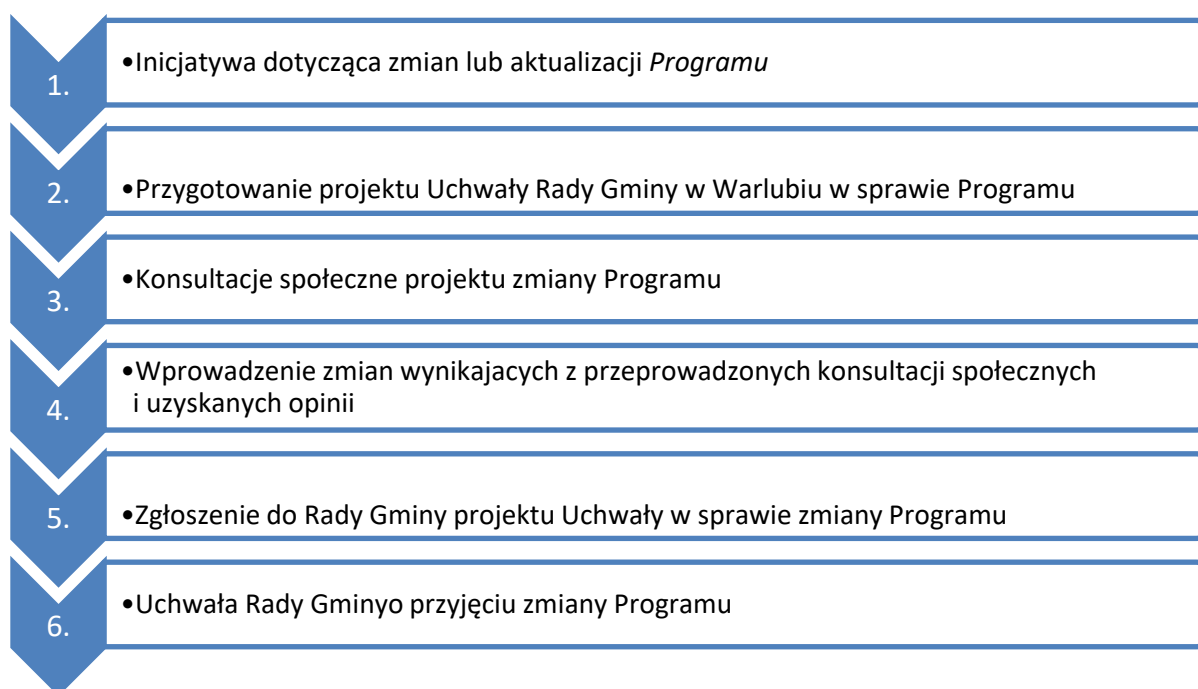 1.
•Inicjatywa dotycząca zmian lub aktualizacji Programu
2.
•Przygotowanie projektu Uchwały Rady Gminy w Warlubiu w sprawie Programu
3.
•Konsultacje społeczne projektu zmiany Programu
4.
•Wprowadzenie zmian wynikajacych z przeprowadzonych konsultacji społecznych
i uzyskanych opinii
5.
•Zgłoszenie do Rady Gminy projektu Uchwały w sprawie zmiany Programu
6.
•Uchwała Rady Gminyo przyjęciu zmiany Programu